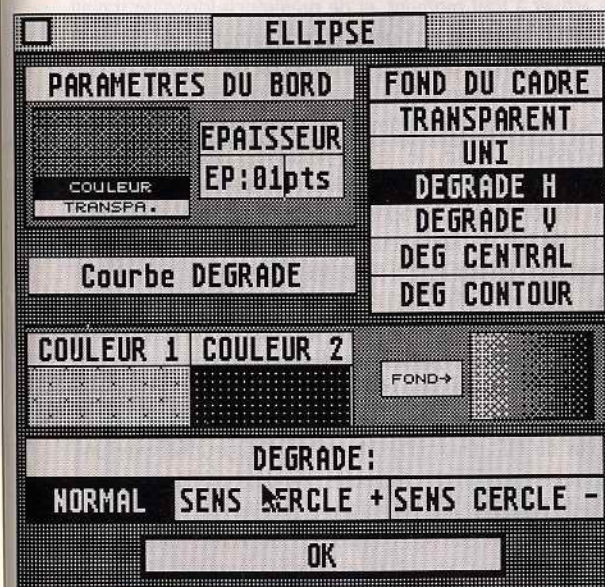 ELLIPSE
PARAMETRES DU BORD
COULEUR
TRANSPA.
EPAISSEUR
EP:01pts
FOND DU CADRE
TRANSPARENT
UNI
DEGRADE H
DEGRADE V
DEG CENTRAL
DEG CONTOUR
Courbe DEGRADE
COULEUR 1 COULEUR 2
FOND→
DEGRADE:
NORMAL SENS CERCLE + SENS CERCLE -
OK